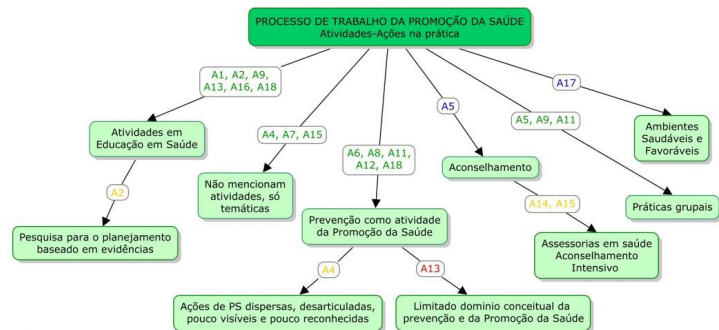 PROCESSO DE TRABALHO DA PROMOÇÃO DA SAÚDE
Atividades-Ações na prática
A1, A2, A9,
A13, A16, A18
A4, A7, A15
A6, A8, A11,
A12, A18
A5
A5, A9, A11
A17
Atividades em
Educação em Saúde
Não mencionam
atividades, só
temáticas
Prevenção como atividade
da Promoção da Saúde
Aconselhamento
Práticas grupais
Ambientes
Saudáveis e
Favoráveis
A2
Pesquisa para o planejamento
baseado em evidências
A4
A13
A14, A15
Assessorias em saúde
Aconselhamento
Intensivo
Ações de PS dispersas, desarticuladas,
pouco visíveis e pouco reconhecidas
Limitado dominio conceitual da
prevenção e da Promoção da Saúde